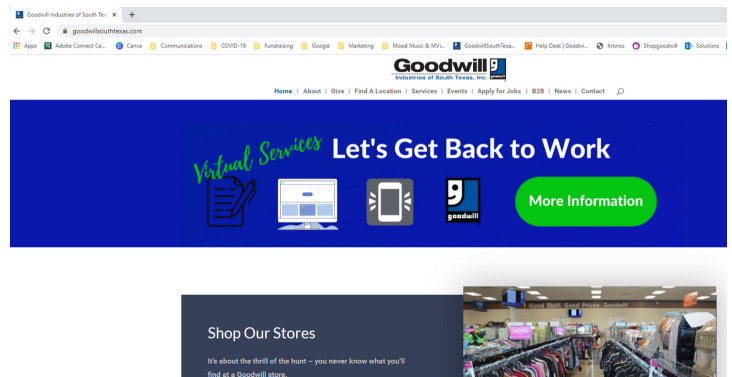 Goodwill Industries of South Tex
goodwillsouthtexas.com
Apps Adobe Connect Ce... Canva Communications COVID-19 Fundraising Google Marketing Mood Music & MVi... GoodwillSouthTexa... Help Desk | Goodwi... Kronos Shopgoodwill Solutions
Goodwill
goodwill
Industries of South Texas, Inc.
Home | About | Give | Find A Location | Services | Events | Apply for Jobs | B2B | News | Contact
Virtual Services
Let's Get Back to Work
goodwill
More Information
Good Stuff. Good Prices. Goodwill
Shop Our Stores
It's about the thrill of the hunt – you never know what you'll
find at a Goodwill store.